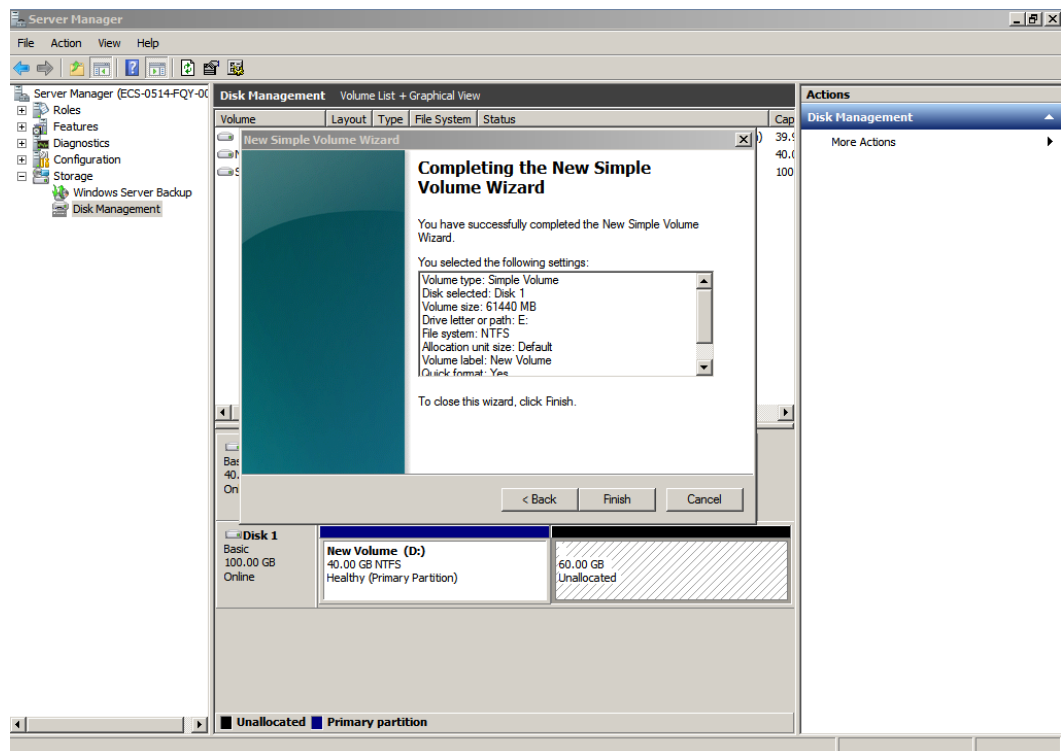 Server Manager
File Action View Help
Server Manager (ECS-0514-FQY-00
Roles
Features
Diagnostics
Configuration
Storage
Windows Server Backup
Disk Management
Disk Management Volume List + Graphical View
Volume Layout Type File System Status Cap
) 39.9
40.0
100
New Simple Volume Wizard
Completing the New Simple
Volume Wizard
You have successfully completed the New Simple Volume
Wizard.
You selected the following settings:
Volume type: Simple Volume
Disk selected: Disk 1
Volume size: 61440 MB
Drive letter or path: E:
File system: NTFS
Allocation unit size: Default
Volume label: New Volume
Quick format: Yes
To close this wizard, click Finish.
< Back Finish Cancel
Bas
40.
Onl
Disk 1
Basic
100.00 GB
Online
New Volume (D:)
40.00 GB NTFS
Healthy (Primary Partition)
60.00 GB
Unallocated
Unallocated Primary partition
Actions
Disk Management
More Actions